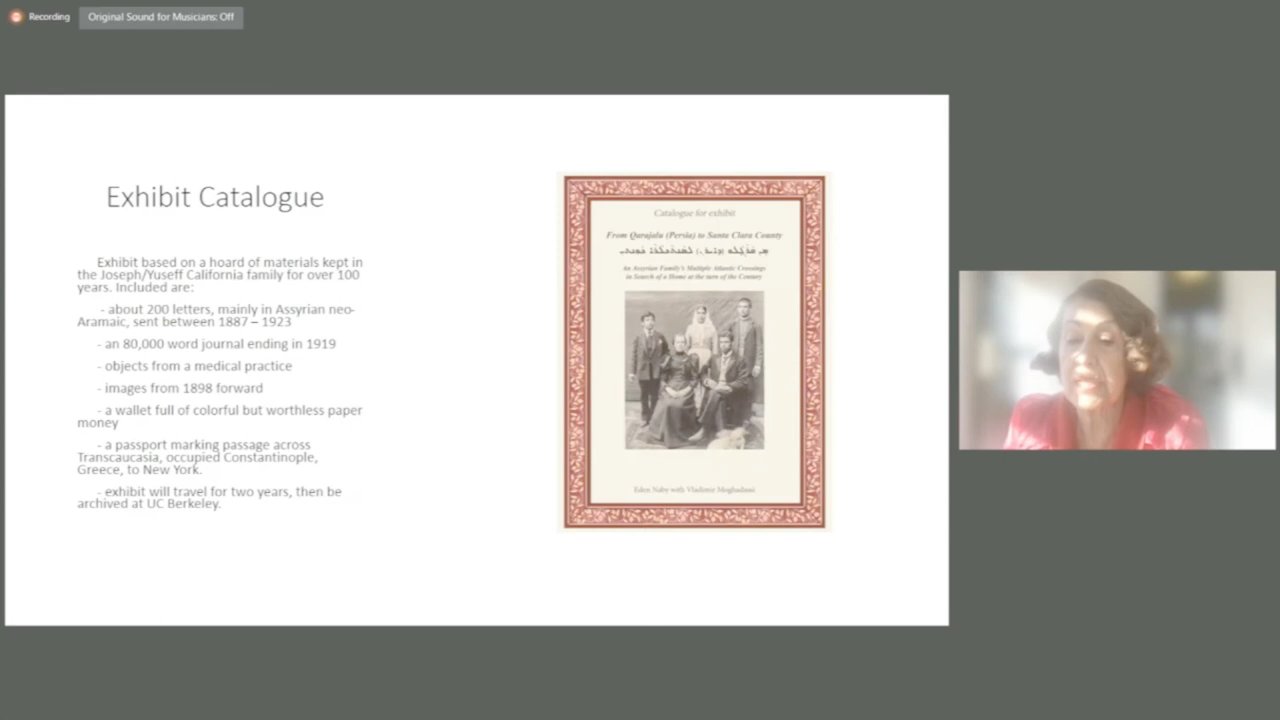 Recording
Original Sound for Musicians: Off
Exhibit Catalogue
Exhibit based on a hoard of materials kept in
the Joseph/Yuseff California family for over 100
years. Included are:
- about 200 letters, mainly in Assyrian neo-
Aramaic, sent between 1887 – 1923
- an 80,000 word journal ending in 1919
- objects from a medical practice
- images from 1898 forward
- a wallet full of colorful but worthless paper
money
- a passport marking passage across
Transcaucasia, occupied Constantinople,
Greece, to New York.
- exhibit will travel for two years, then be
archived at UC Berkeley.
Catalogue for exhibit
From Qarajalu (Persia) to Santa Clara County
An Assyrian Family's Multiple Atlantic Crossings
in Search of a Home at the turn of the Century
Eden Naby with Vladimir Moghaddasi